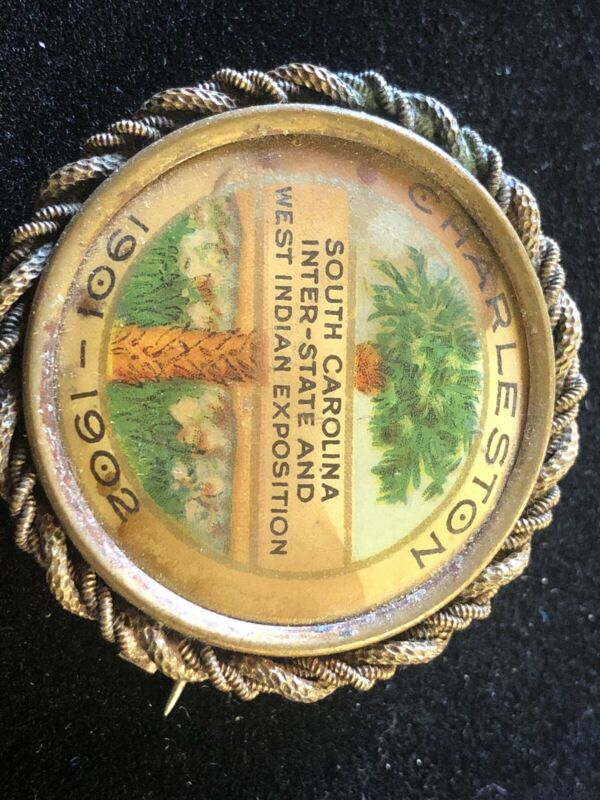 CHARLESTON
SOUTH CAROLINA
INTER-STATE AND
WEST INDIAN EXPOSITION
1901 - 1902